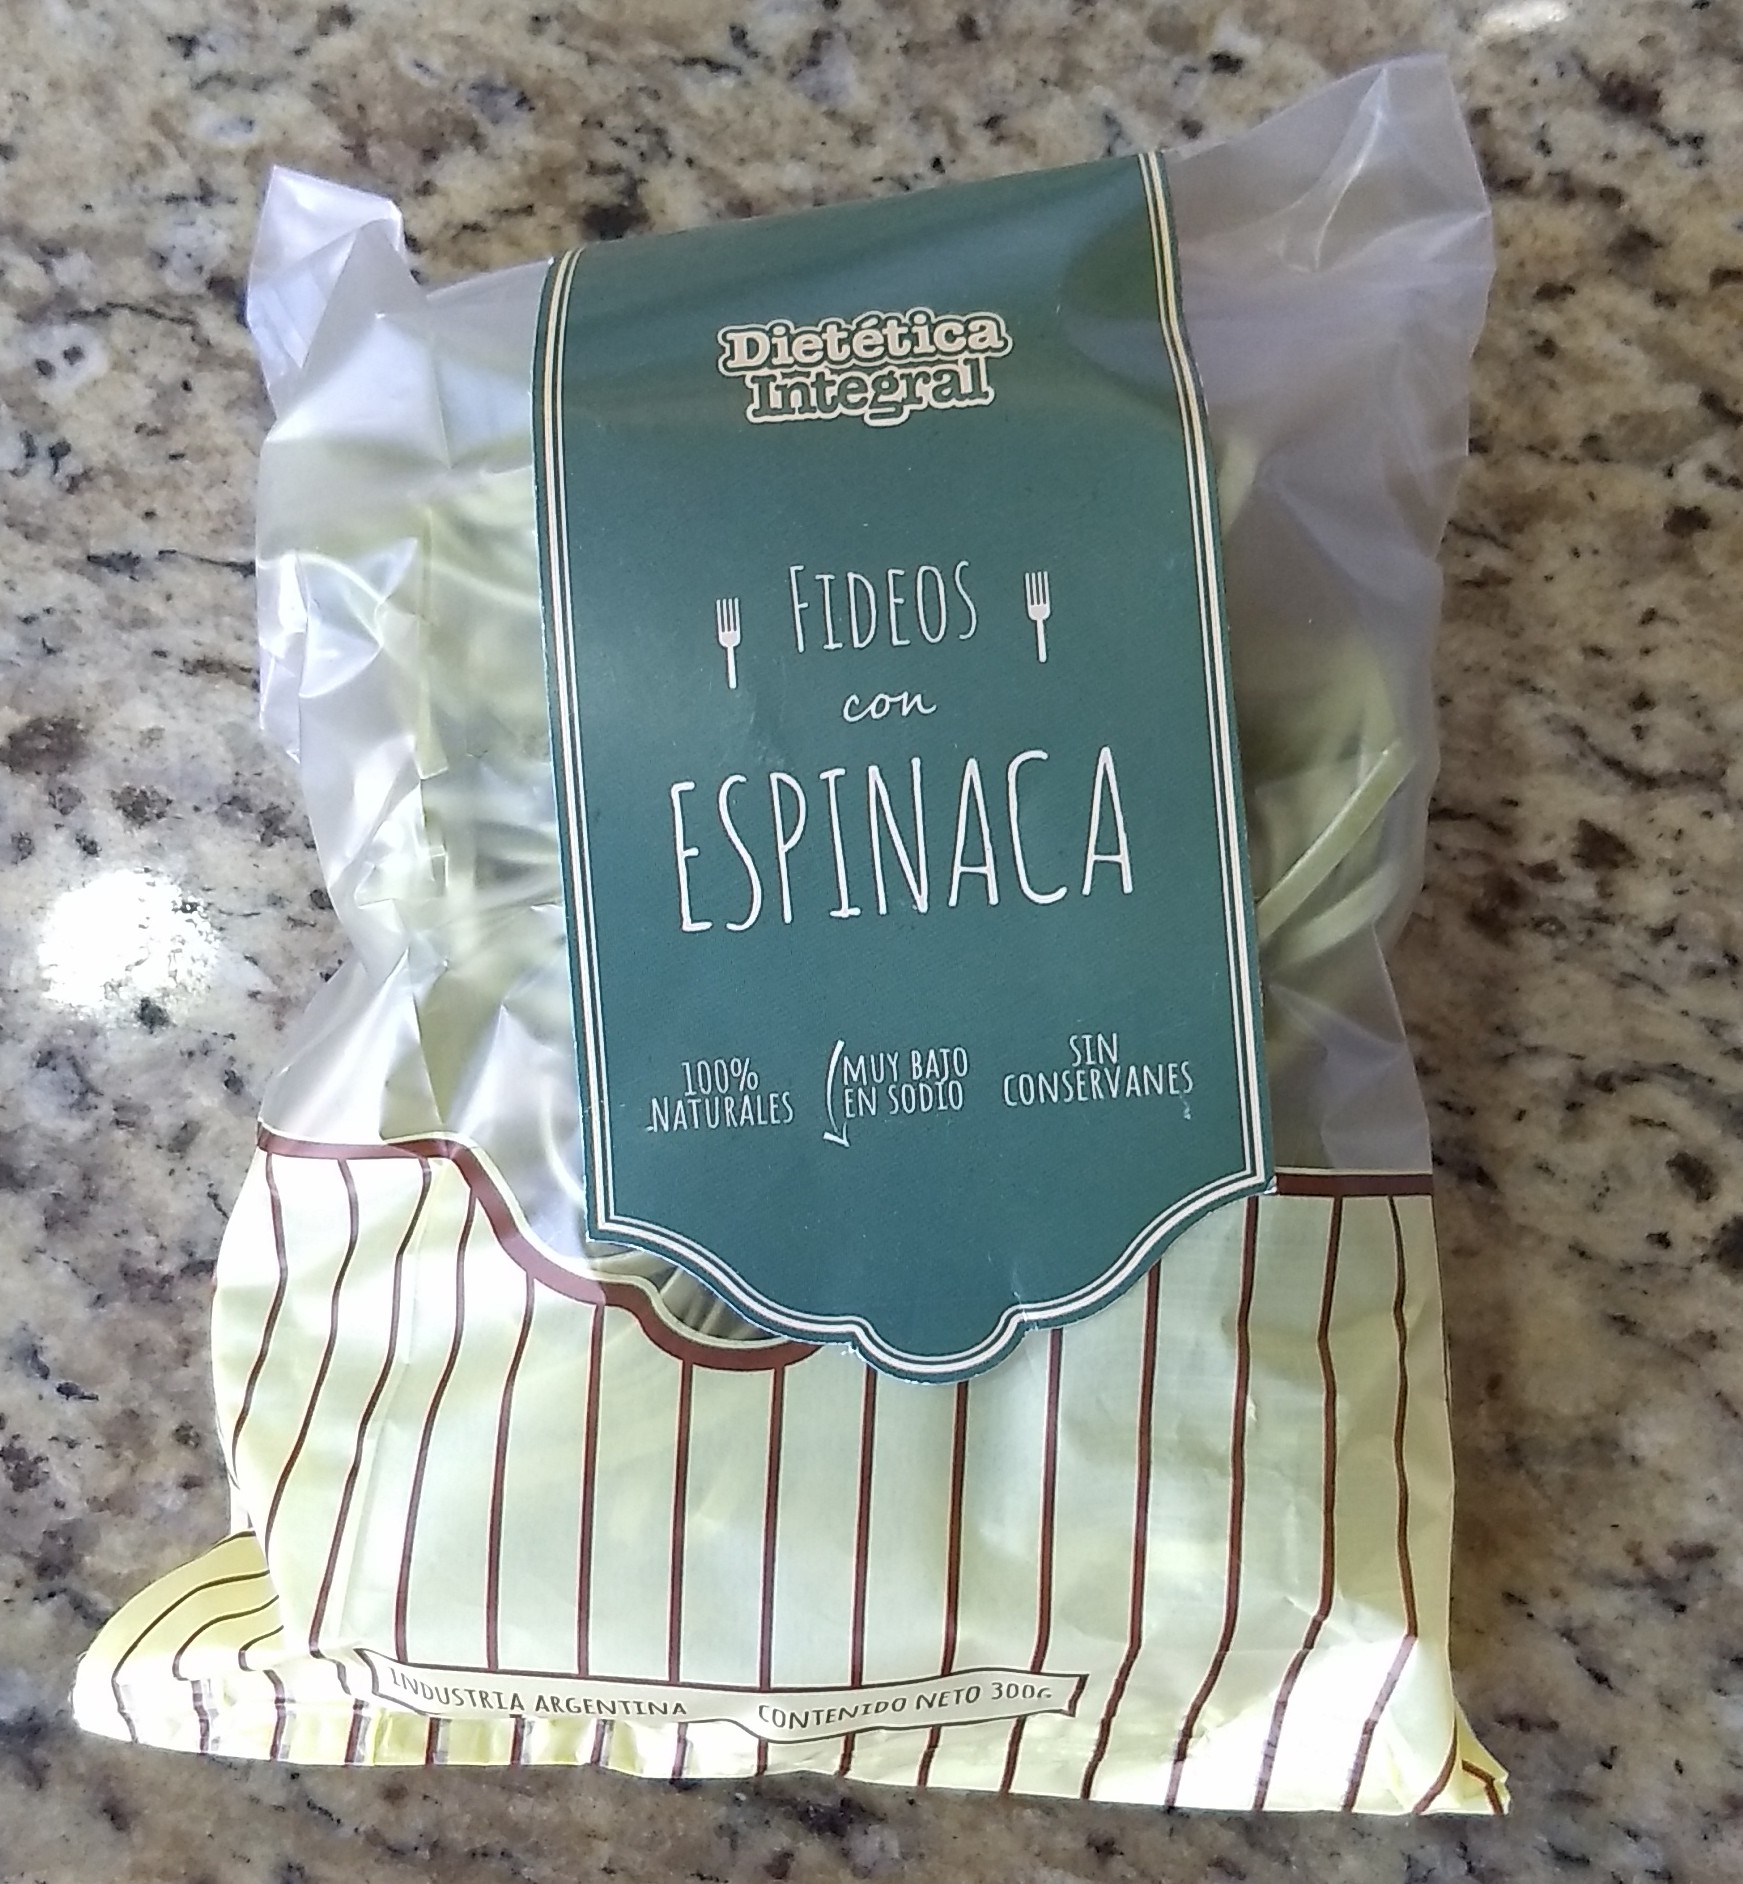 Dietética
Integral
FIDEOS
con
ESPINACA
100%
NATURALES
MUY BAJO
EN SODIO
SIN
CONSERVANES
INDUSTRIA ARGENTINA
CONTENIDO NETO 300G